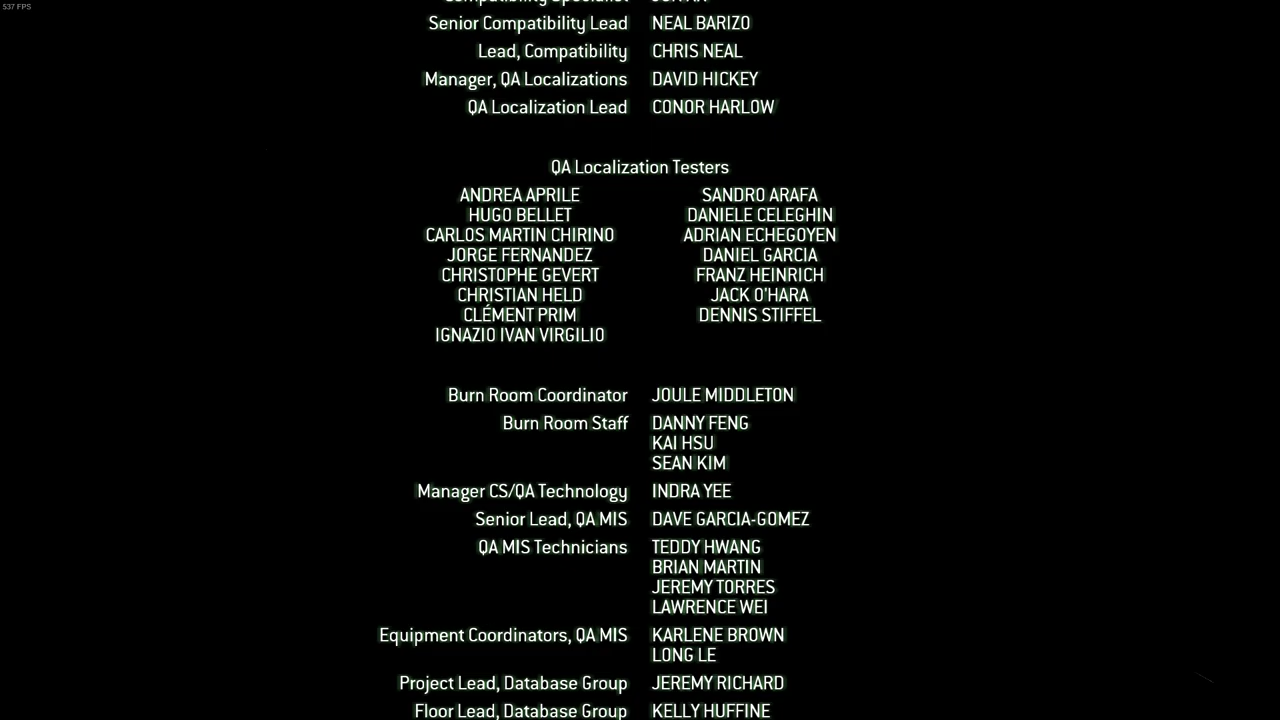 537 FPS
Senior Compatibility Lead NEAL BARIZO
Lead, Compatibility CHRIS NEAL
Manager, QA Localizations DAVID HICKEY
QA Localization Lead CONOR HARLOW
QA Localization Testers
ANDREA APRILE SANDRO ARAFA
HUGO BELLET DANIELE CELEGHIN
CARLOS MARTIN CHIRINO ADRIAN ECHEGOYEN
JORGE FERNANDEZ DANIEL GARCIA
CHRISTOPHE GEVERT FRANZ HEINRICH
CHRISTIAN HELD JACK O'HARA
CLÉMENT PRIM DENNIS STIFFEL
IGNAZIO IVAN VIRGILIO
Burn Room Coordinator JOULE MIDDLETON
Burn Room Staff DANNY FENG
KAI HSU
SEAN KIM
Manager CS/QA Technology INDRA YEE
Senior Lead, QA MIS DAVE GARCIA-GOMEZ
QA MIS Technicians TEDDY HWANG
BRIAN MARTIN
JEREMY TORRES
LAWRENCE WEI
Equipment Coordinators, QA MIS KARLENE BROWN
LONG LE
Project Lead, Database Group JEREMY RICHARD
Floor Lead, Database Group KELLY HUFFINE